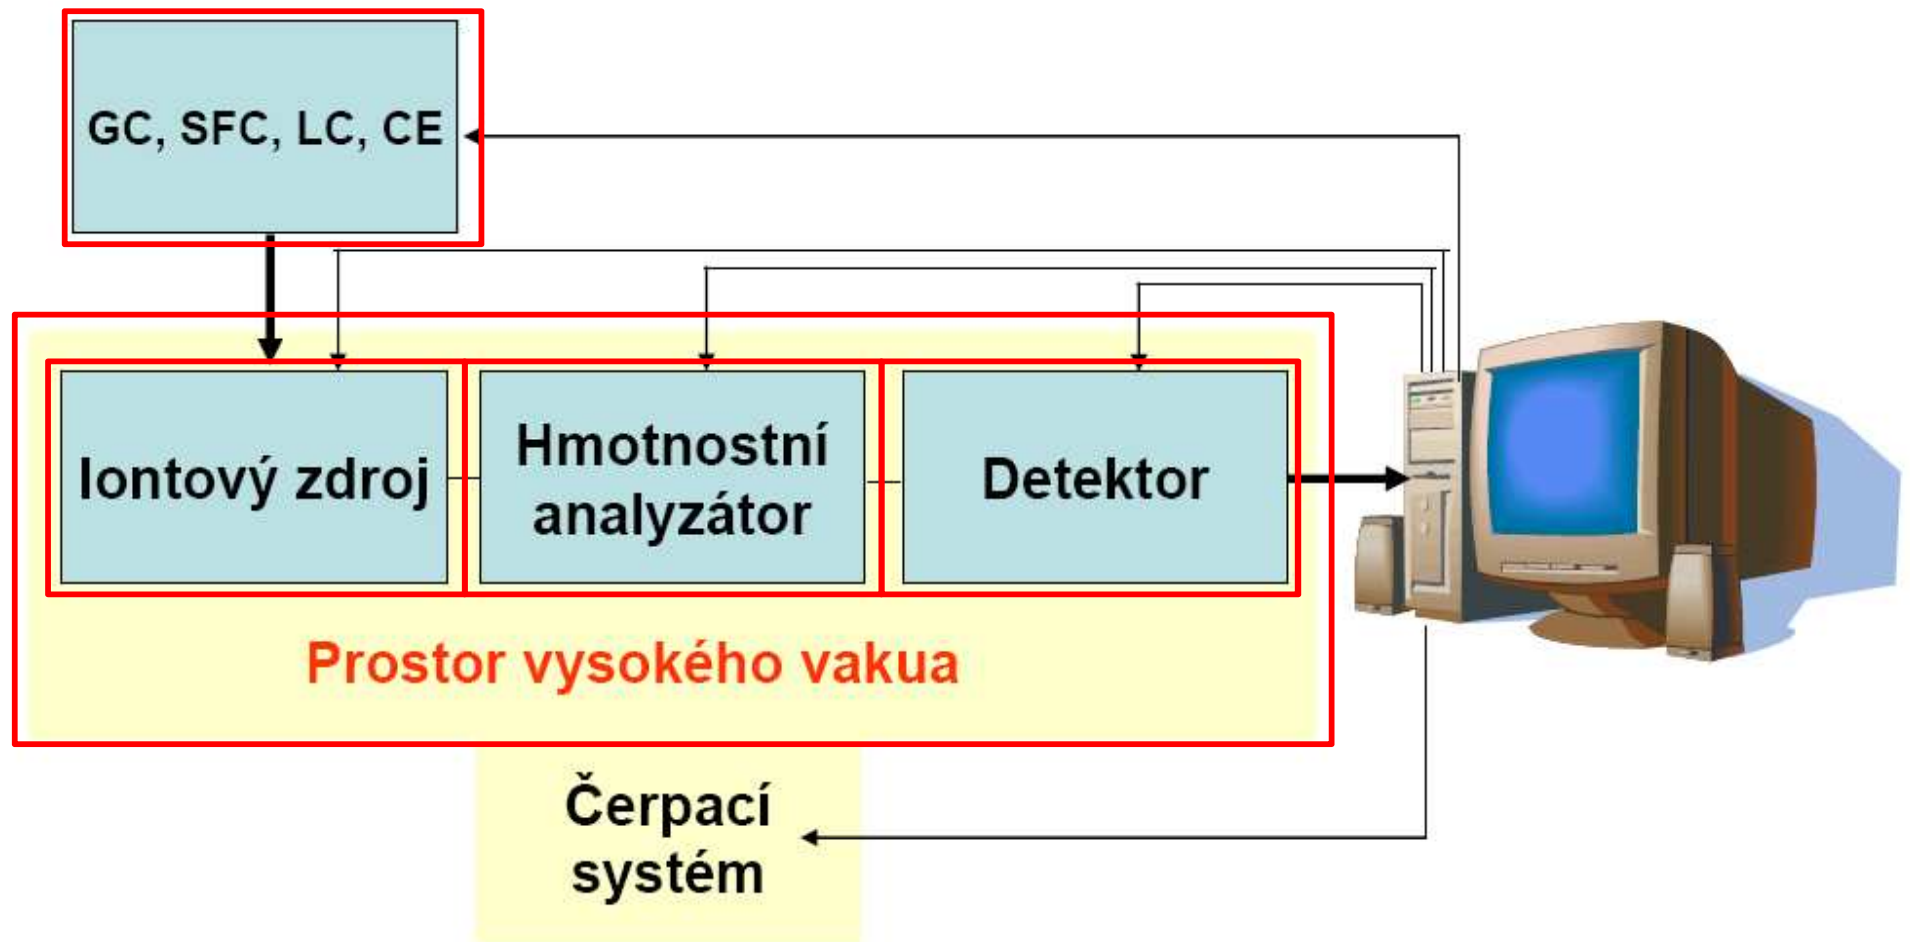 GC, SFC, LC, CE
Iontový zdroj
Hmotnostní
analyzátor
Detektor
Prostor vysokého vakua
Čerpací
systém